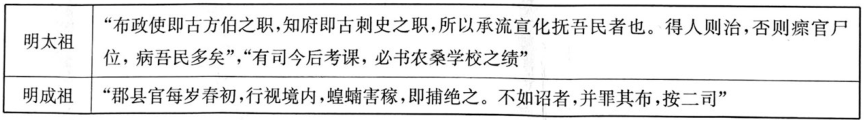 明太祖
“布政使即古方伯之职,知府即古刺史之职,所以承流宣化抚吾民者也。得人则治,否则瘝官尸
位,病吾民多矣”,“有司今后考课,必书农桑学校之绩”
明成祖
“郡县官每岁春初,行视境内,蝗蝻害稼,即捕绝之。不如诏者,并罪其布,按二司”